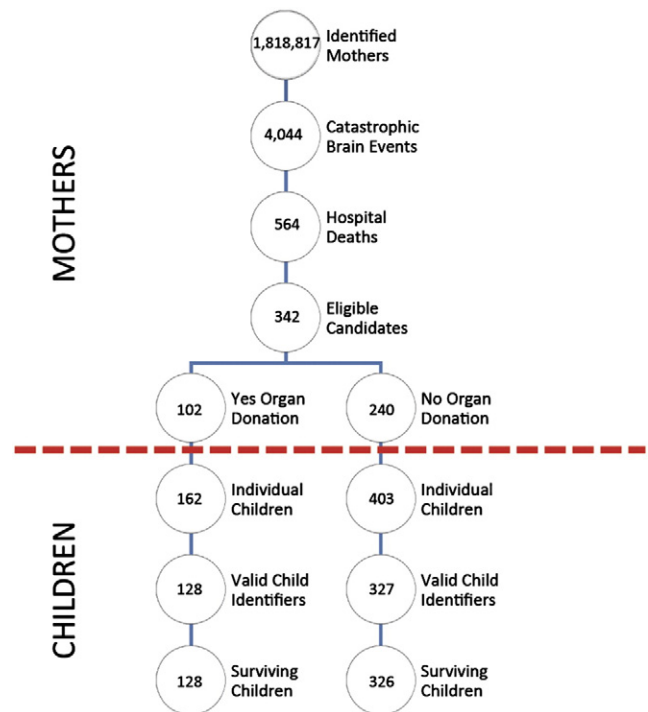 1,818,817
Identified
Mothers
4,044
Catastrophic
Brain Events
MOTHERS
564
Hospital
Deaths
342
Eligible
Candidates
102
Yes Organ
Donation
240
No Organ
Donation
162
Individual
Children
403
Individual
Children
CHILDREN
128
Valid Child
Identifiers
327
Valid Child
Identifiers
128
Surviving
Children
326
Surviving
Children